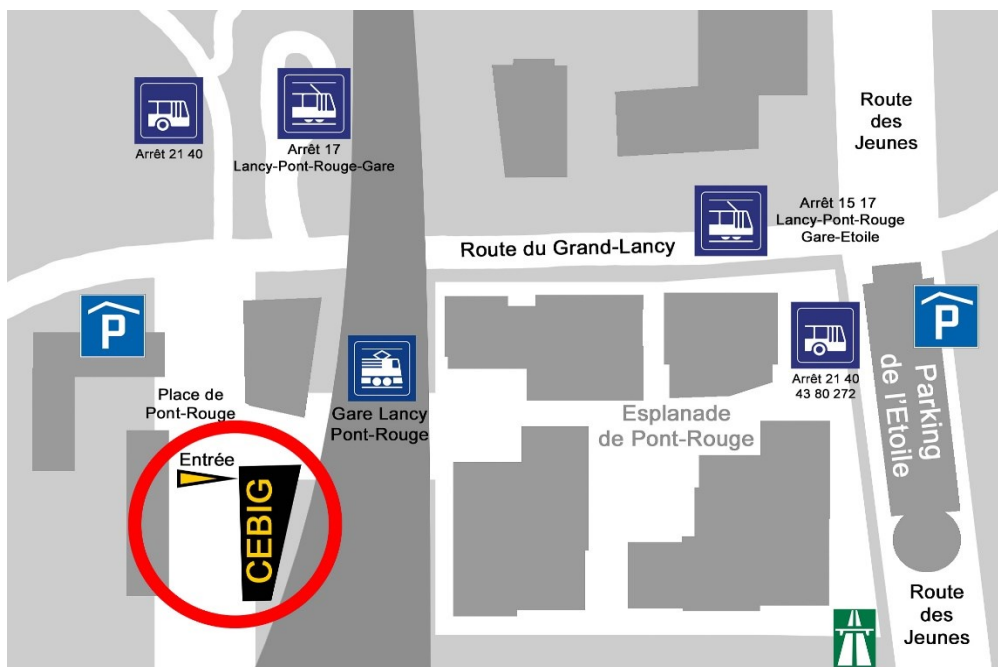 Route
des
Jeunes
Arrêt 21 40
Arrêt 17
Lancy-Pont-Rouge-Gare
Arrêt 15 17
Lancy-Pont-Rouge
Gare-Etoile
Route du Grand-Lancy
P
P
Place de
Pont-Rouge
Gare Lancy
Pont-Rouge
Arrêt 21 40
43 80 272
Esplanade
de Pont-Rouge
Parking
de l'Etoile
Entrée
CEBIG
Route
des
Jeunes